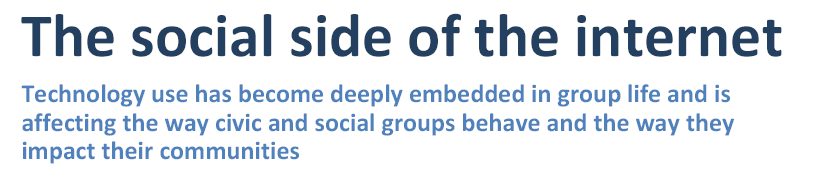 The social side of the internet
Technology use has become deeply embedded in group life and is
affecting the way civic and social groups behave and the way they
impact their communities